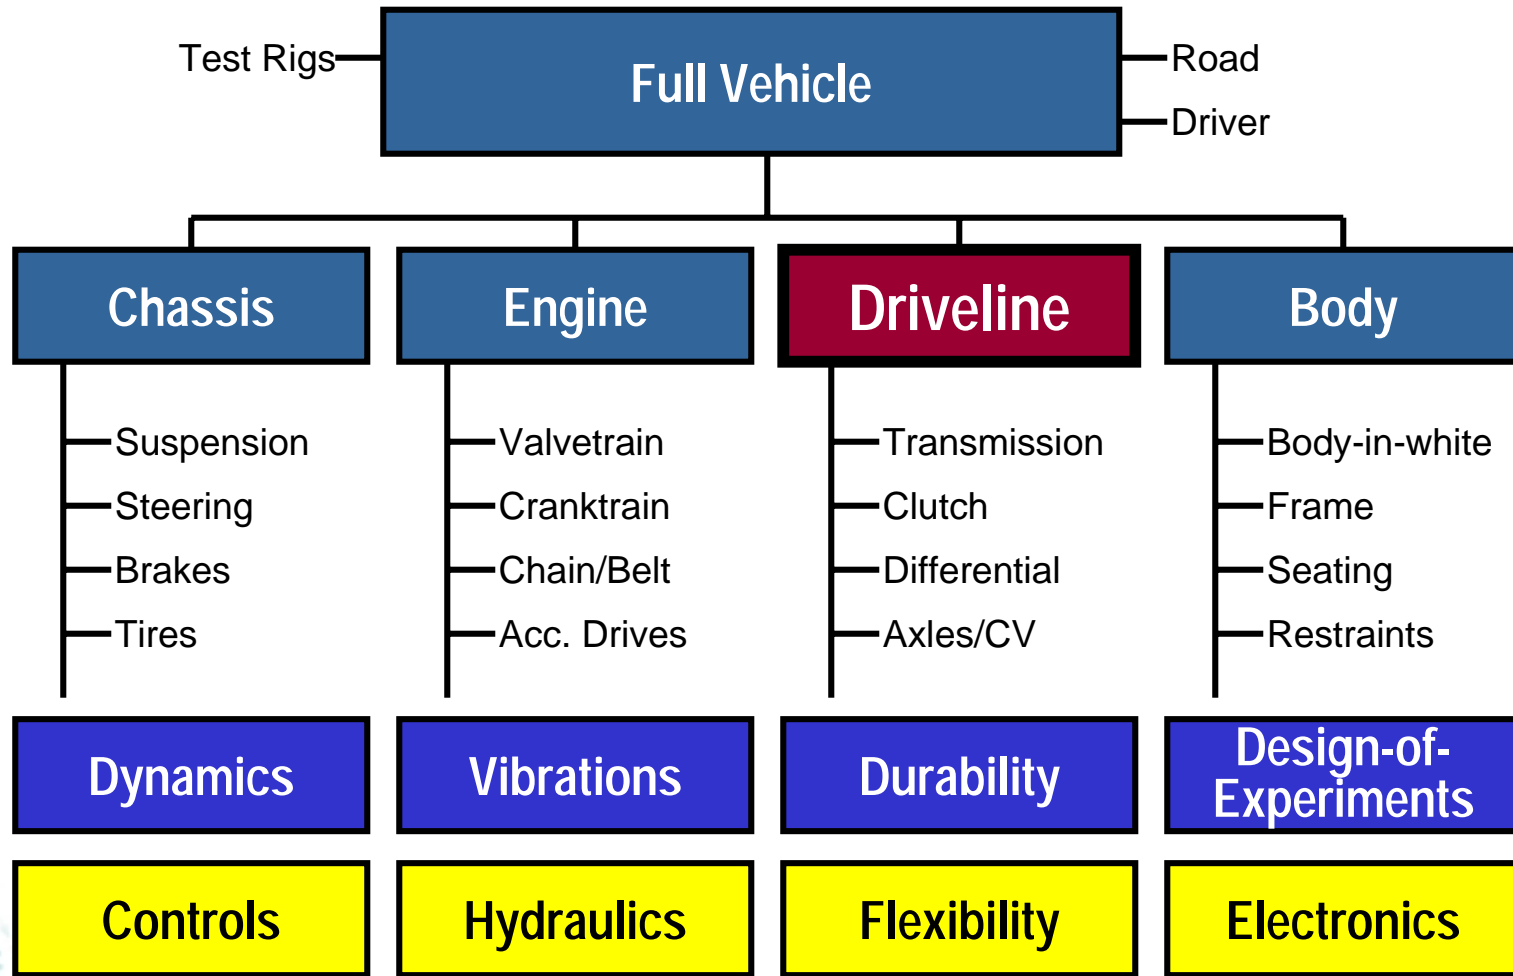 Test Rigs
Full Vehicle
Road
Driver
Chassis
Engine
Driveline
Body
Suspension
Steering
Brakes
Tires
Valvetrain
Cranktrain
Chain/Belt
Acc. Drives
Transmission
Clutch
Differential
Axles/CV
Body-in-white
Frame
Seating
Restraints
Dynamics
Vibrations
Durability
Design-of-
Experiments
Controls
Hydraulics
Flexibility
Electronics